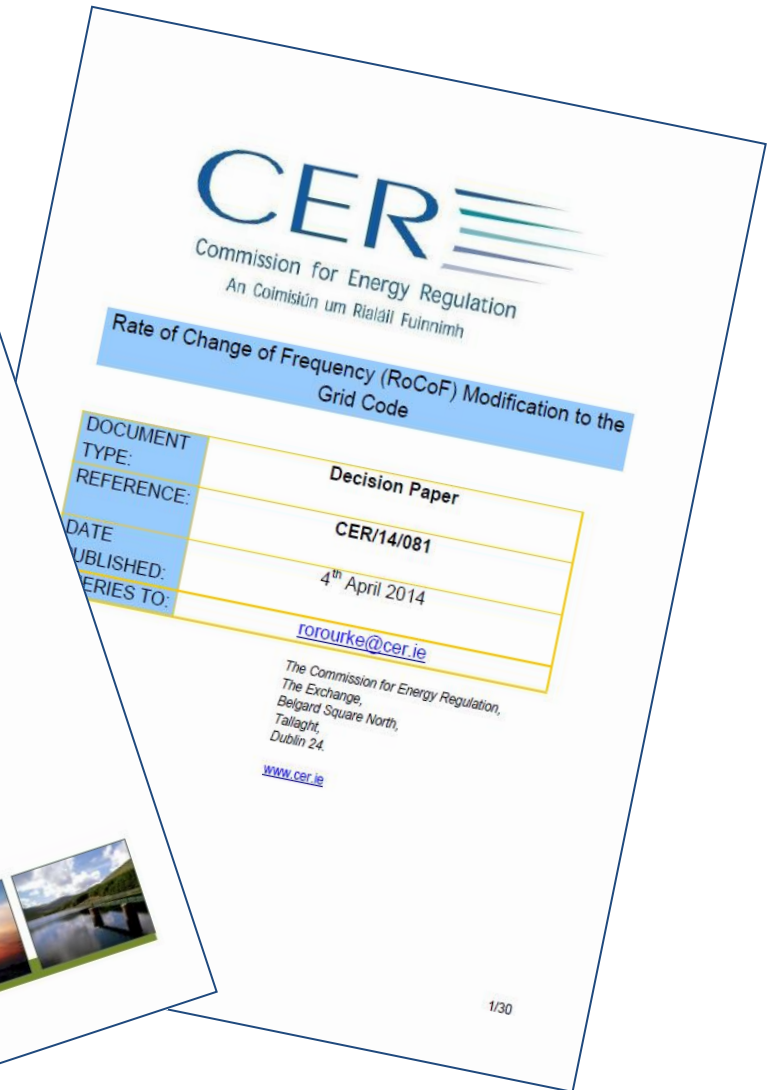 CER
Commission for Energy Regulation
An Coimisiún um Rialáil Fuinnimh
Rate of Change of Frequency (RoCoF) Modification to the
Grid Code
DOCUMENT
TYPE:
Decision Paper
REFERENCE:
CER/14/081
DATE
UBLISHED:
4th April 2014
ERIES TO:
rorourke@cer.ie
The Commission for Energy Regulation,
The Exchange,
Belgard Square North,
Tallaght,
Dublin 24.
www.cer.ie
1/30